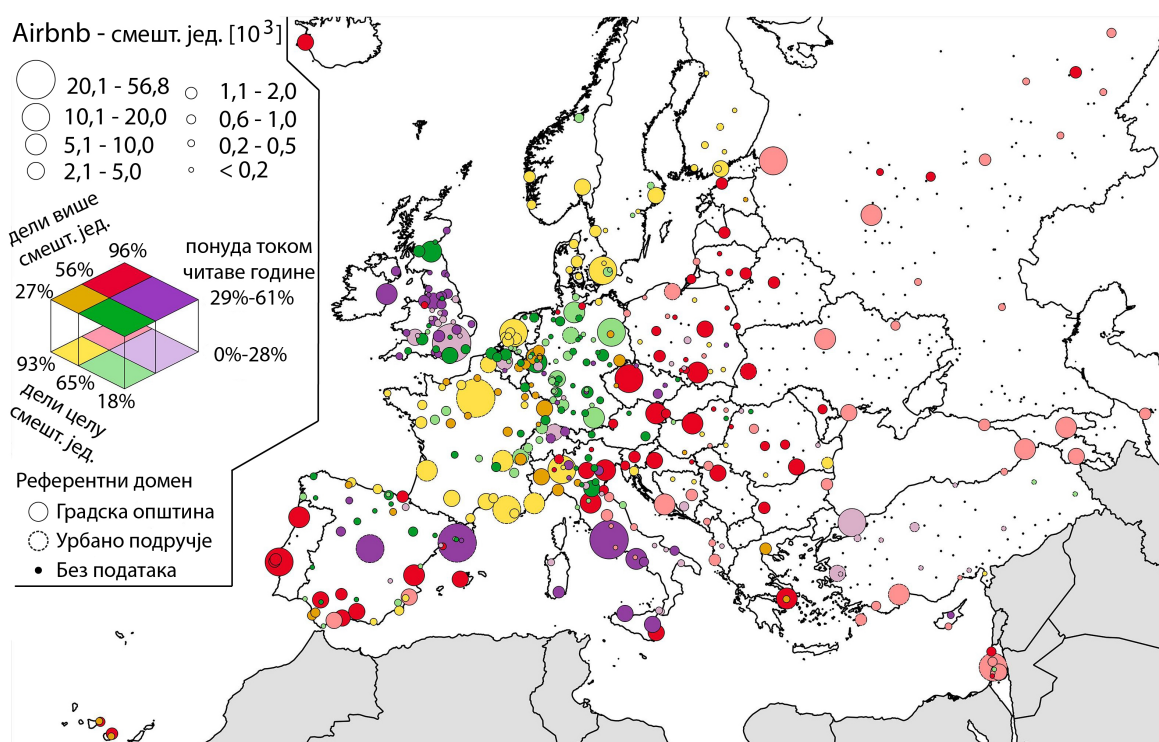 Airbnb - смешт. јед. [10³]
20,1 - 56,8
10,1 - 20,0
5,1 - 10,0
2,1 - 5,0
1,1 - 2,0
0,6 - 1,0
0,2 - 0,5
< 0,2
дели више
смешт. јед.
96%
56%
27%
понуда током
читаве године
29%-61%
0%-28%
93%
65%
18%
дели целу
смешт. јед.
Референтни домен
Градска општина
Урбано подручје
Без података